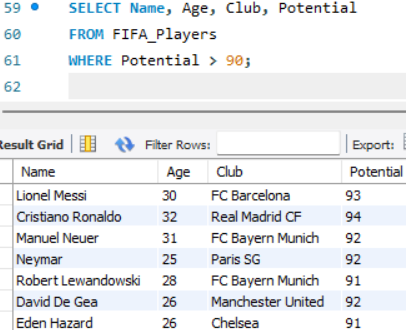 59 SELECT Name, Age, Club, Potential
60 FROM FIFA_Players
61 WHERE Potential > 90;
62
Result Grid Filter Rows: Export:
Name Age Club Potential
Lionel Messi 30 FC Barcelona 93
Cristiano Ronaldo 32 Real Madrid CF 94
Manuel Neuer 31 FC Bayern Munich 92
Neymar 25 Paris SG 92
Robert Lewandowski 28 FC Bayern Munich 91
David De Gea 26 Manchester United 92
Eden Hazard 26 Chelsea 91